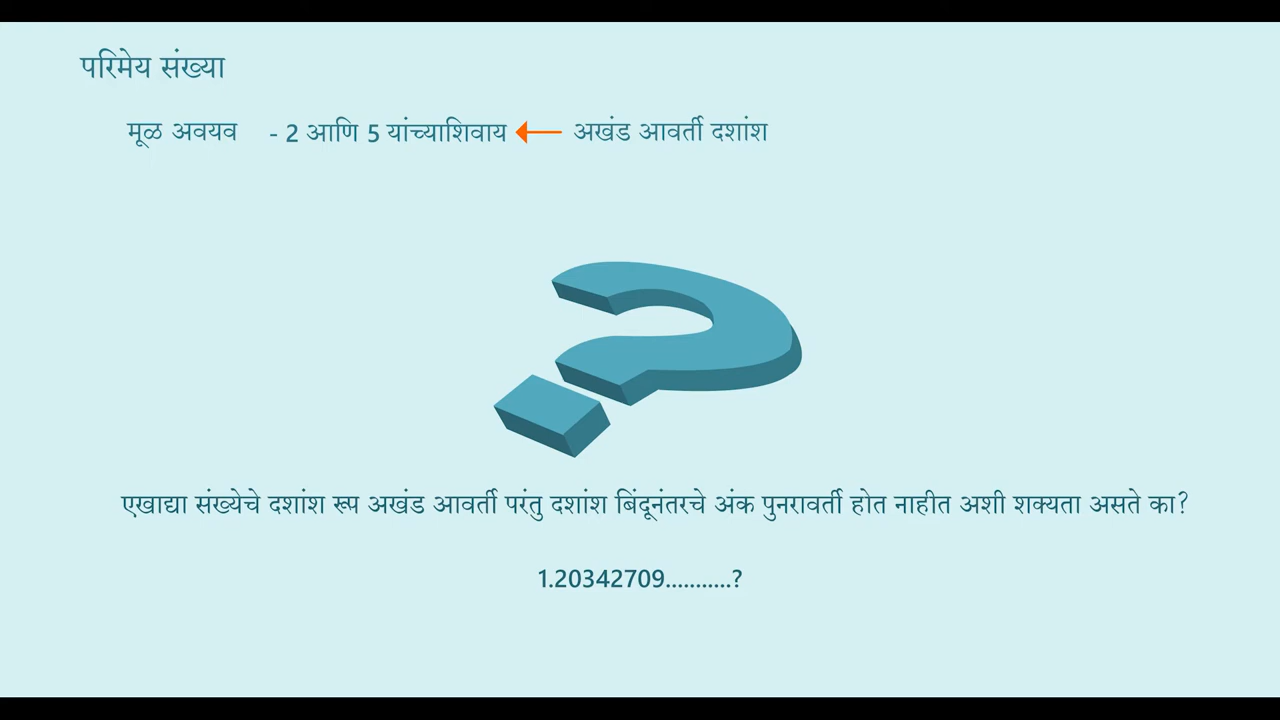 परिमेय संख्या
मूळ अवयव - 2 आणि 5 यांच्याशिवाय ← अखंड आवर्ती दशांश
एखाद्या संख्येचे दशांश रूप अखंड आवर्ती परंतु दशांश बिंदूनंतरचे अंक पुनरावर्ती होत नाहीत अशी शक्यता असते का?
1.20342709...........?